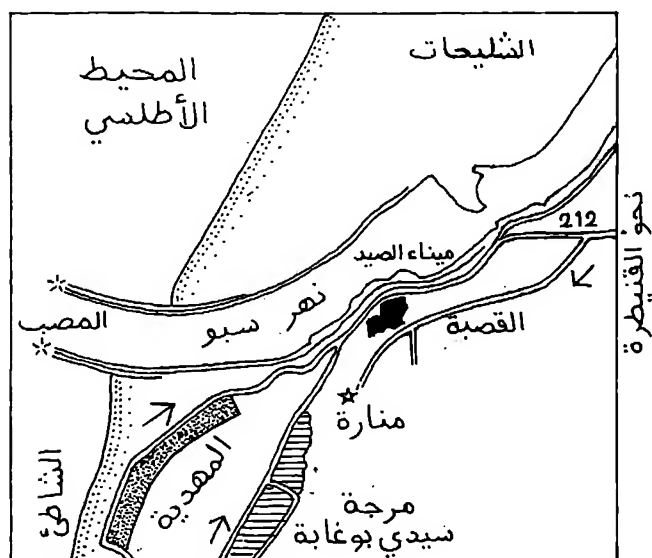 المحيط
الأطلسي
الشليحات
212
نحو القنيطرة
ميناء الصيد
نهر سبو
المصب
القصبة
منارة
الشاطئ
المهدية
مرجة
سيدي بوغابة